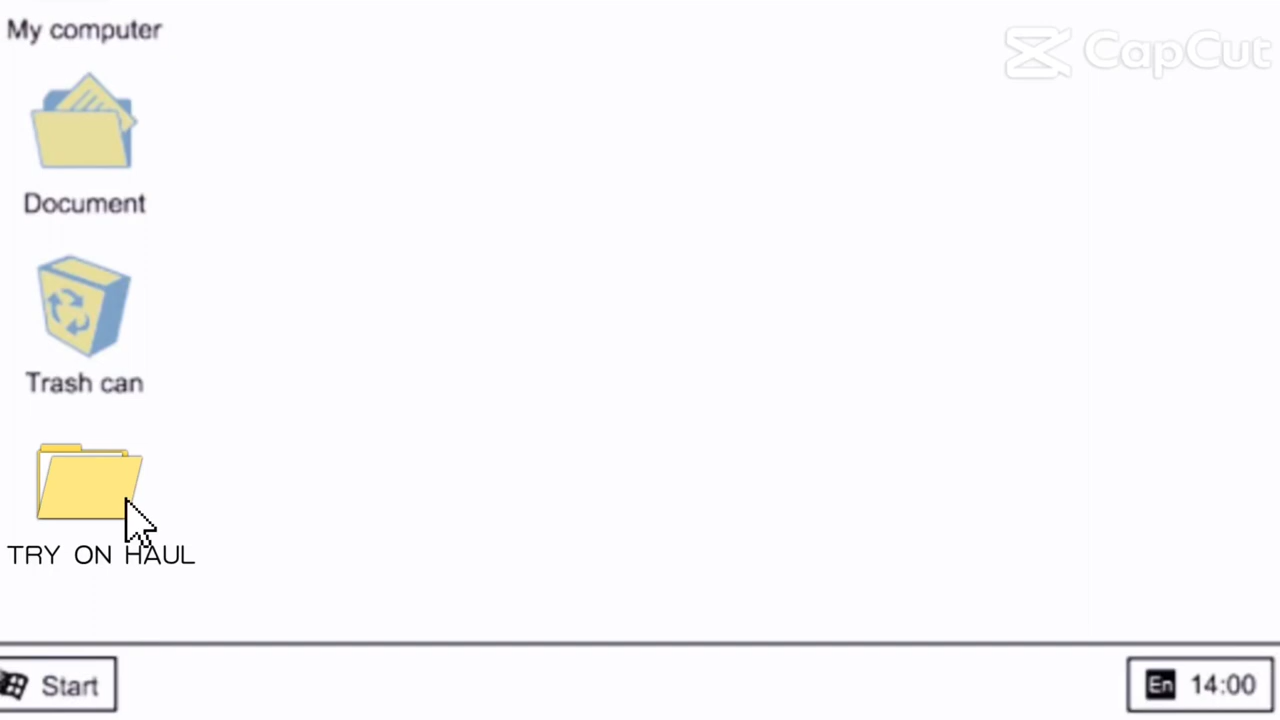 My computer
CapCut
Document
Trash can
TRY ON HAUL
Start
En 14:00